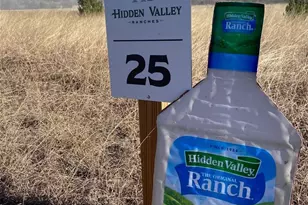 HIDDEN VALLEY
RANCHES
25
Hidden Valley
Ranch
Hidden Valley.
THE ORIGINAL
Ranch